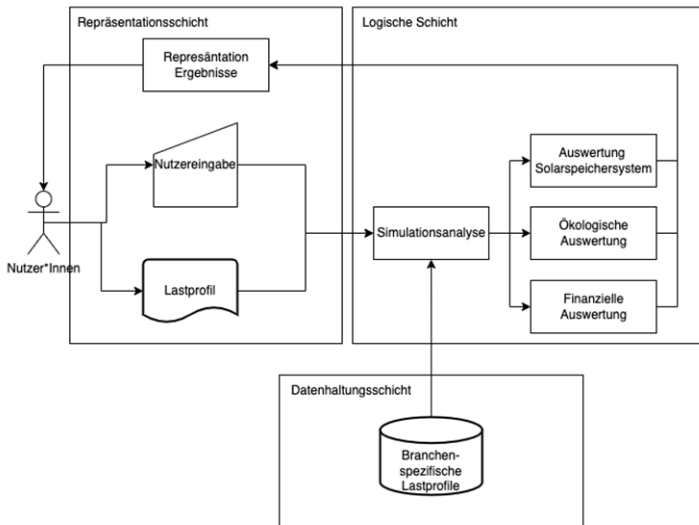 Repräsentationsschicht
Logische Schicht
Represäntation
Ergebnisse
Nutzereingabe
Lastprofil
Nutzer*Innen
Simulationsanalyse
Auswertung
Solarspeichersystem
Ökologische
Auswertung
Finanzielle
Auswertung
Datenhaltungsschicht
Branchen-
spezifische
Lastprofile